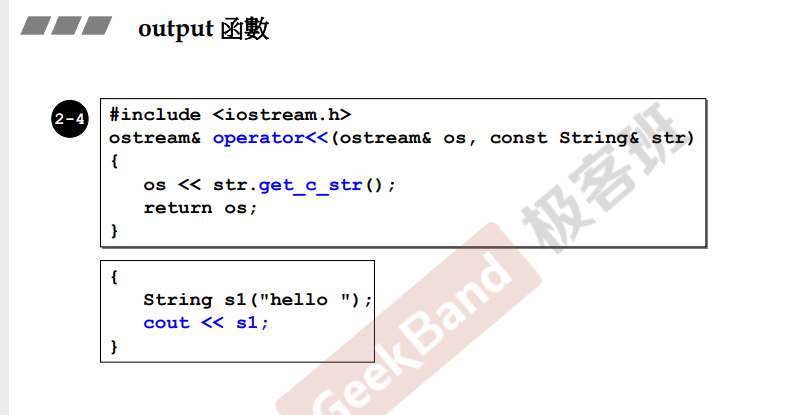 output 函數
2-4
#include <iostream.h>
ostream& operator<<(ostream& os, const String& str)
{
   os << str.get_c_str();
   return os;
}
{
   String s1("hello ");
   cout << s1;
}
GeekBand 极客班